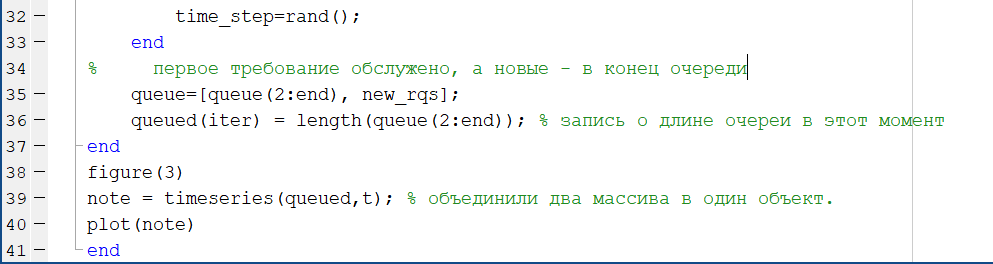 32 – time_step=rand();
33 – end
34 % первое требование обслужено, а новые - в конец очереди
35 – queue=[queue(2:end), new_rqs];
36 – queued(iter) = length(queue(2:end)); % запись о длине очереи в этот момент
37 – end
38 – figure(3)
39 – note = timeseries(queued,t); % объединили два массива в один объект.
40 – plot(note)
41 – end